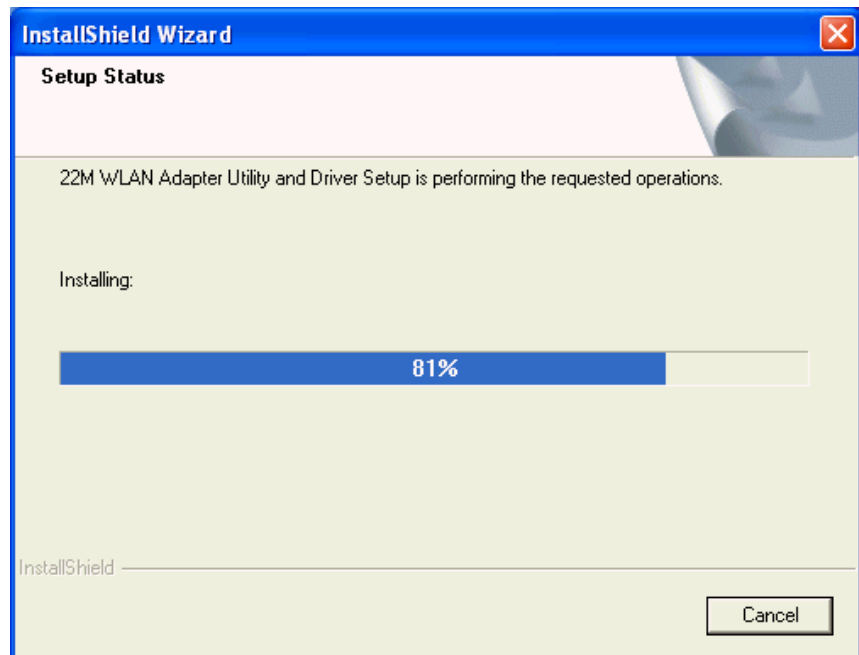 InstallShield Wizard
Setup Status
22M WLAN Adapter Utility and Driver Setup is performing the requested operations.
Installing:
81%
InstallShield
Cancel